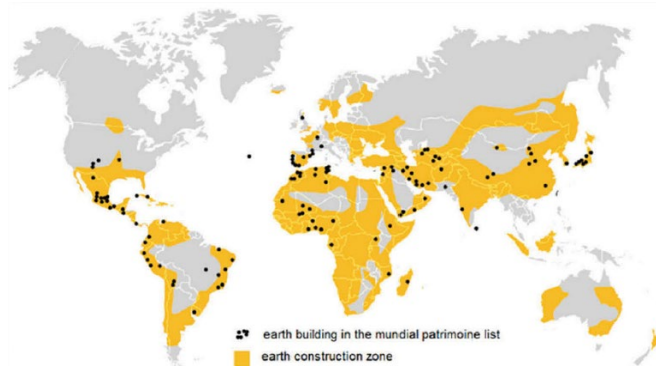 earth building in the mundial patrimoine list
earth construction zone